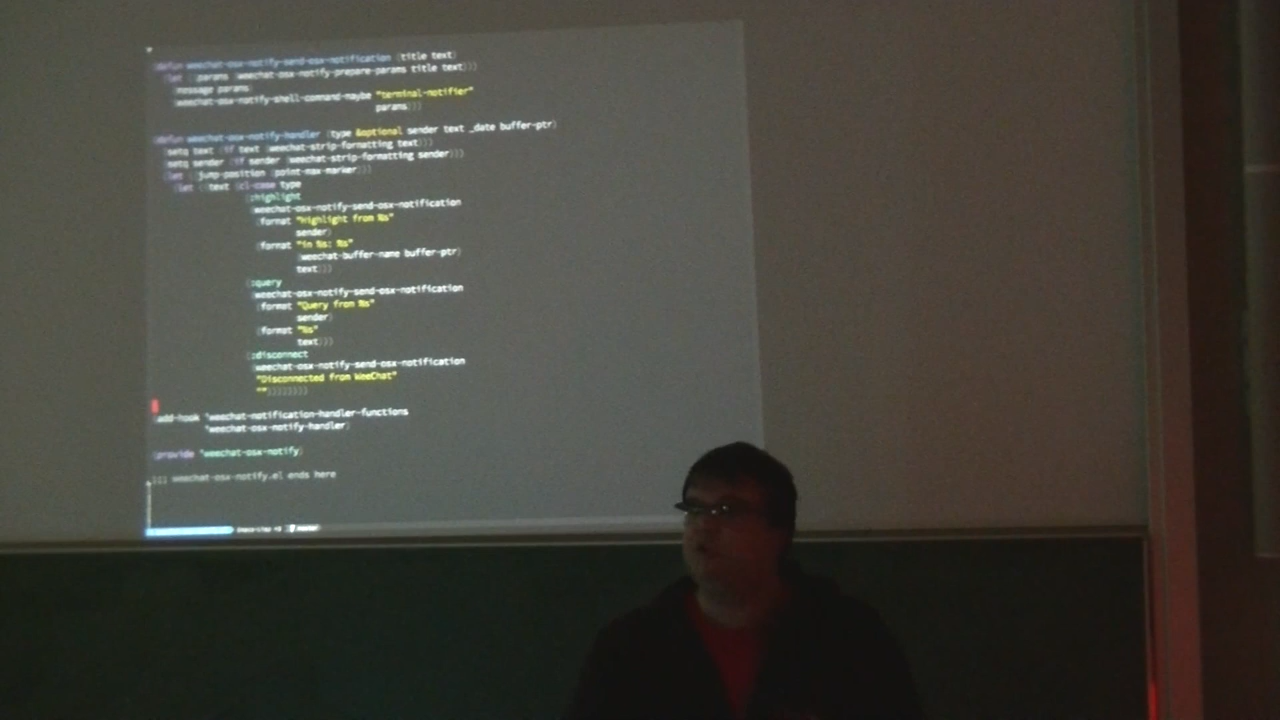 (defun weechat-osx-notify-send-osx-notification (title text)
(let ((params (weechat-osx-notify-prepare-params title text)))
(message params)
(weechat-osx-notify-shell-command-maybe "terminal-notifier"
params)))
(defun weechat-osx-notify-handler (type &optional sender text _date buffer-ptr)
(setq text (if text (weechat-strip-formatting text)))
(setq sender (if sender (weechat-strip-formatting sender)))
(let ((jump-position (point-max-marker)))
(let ((text (cl-case type
(:highlight
(weechat-osx-notify-send-osx-notification
(format "Highlight from %s"
sender)
(format "in %s: %s"
(weechat-buffer-name buffer-ptr)
text)))
(:query
(weechat-osx-notify-send-osx-notification
(format "Query from %s"
sender)
(format "%s"
text)))
(:disconnect
(weechat-osx-notify-send-osx-notification
"Disconnected from WeeChat"
"")))))))))
(add-hook 'weechat-notification-handler-functions
'weechat-osx-notify-handler)
(provide 'weechat-osx-notify)
;;; weechat-osx-notify.el ends here